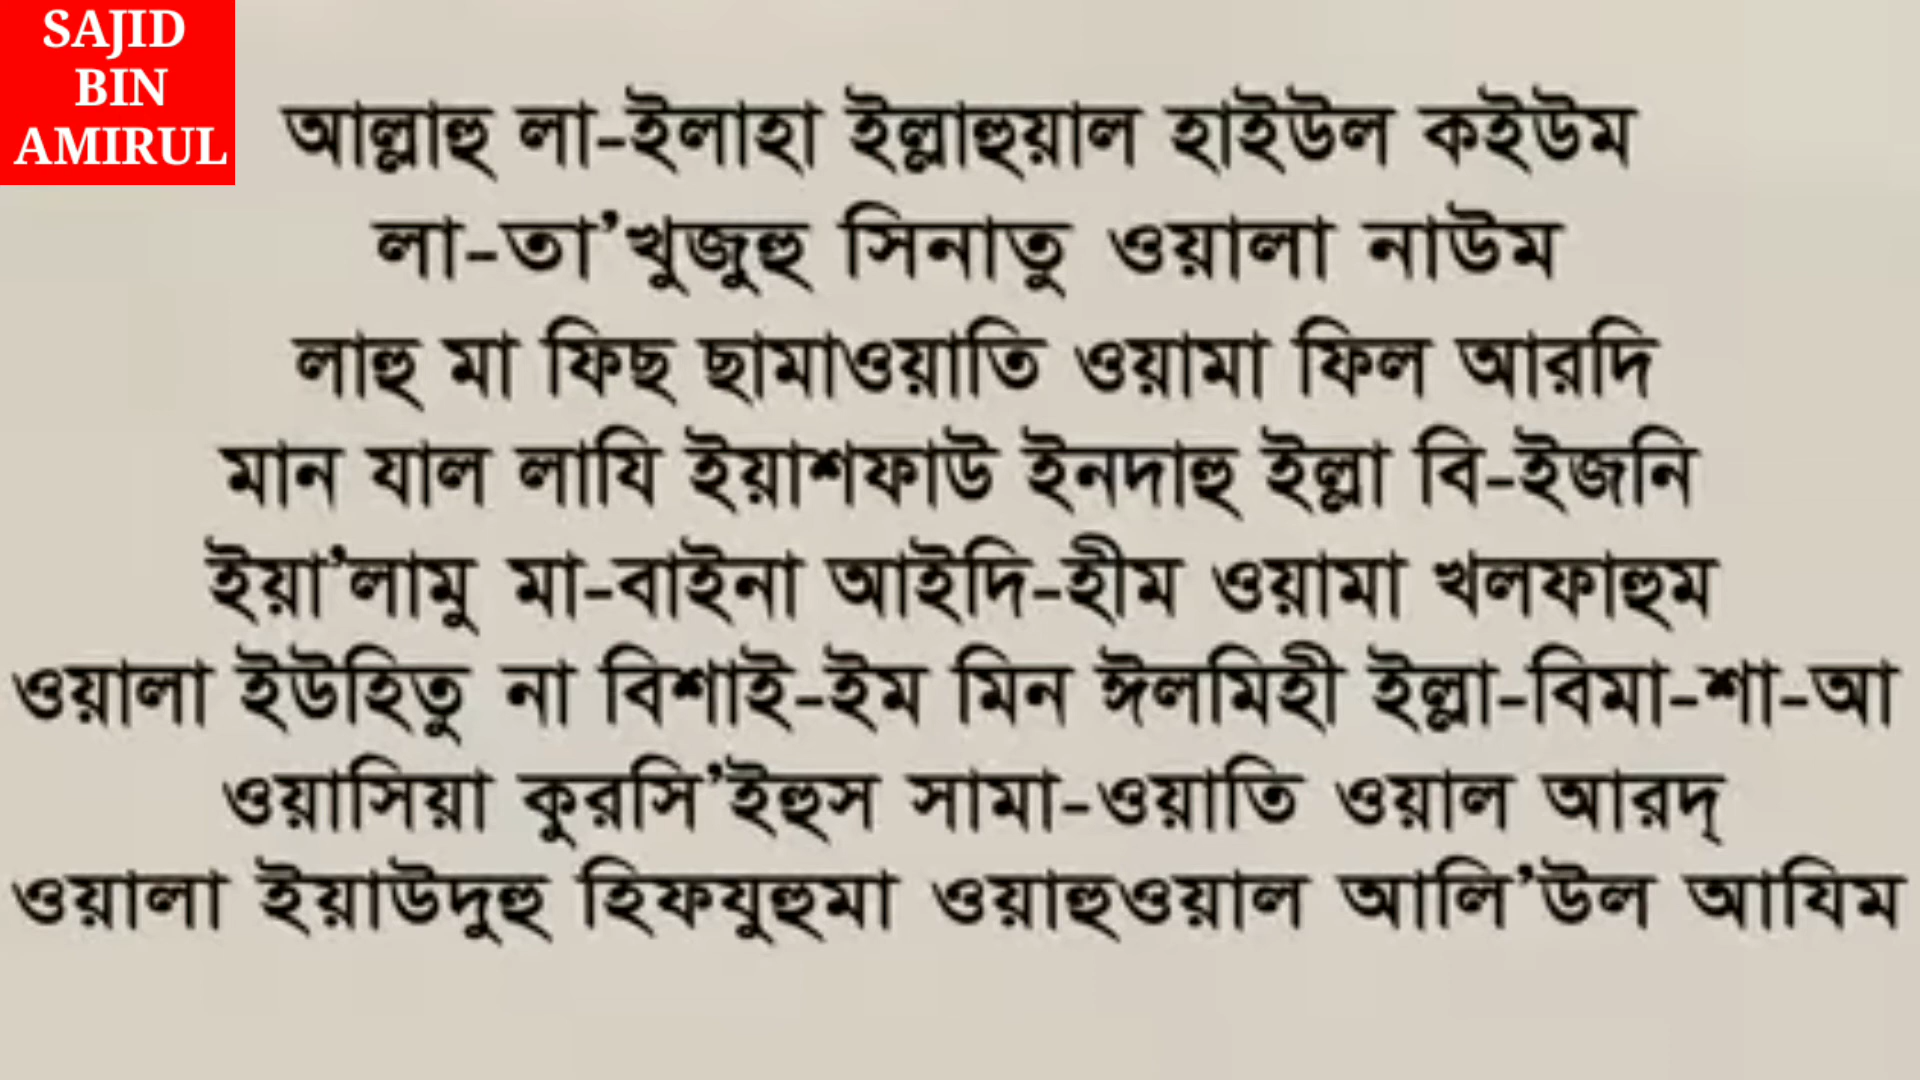 SAJID
BIN
AMIRUL
আল্লাহু লা-ইলাহা ইল্লাহুয়াল হাইউল কইউম
লা-তা’খুজুহু সিনাতু ওয়ালা নাউম
লাহু মা ফিছ ছামাওয়াতি ওয়ামা ফিল আরদি
মান যাল লাযি ইয়াশফাউ ইনদাহু ইল্লা বি-ইজনি
ইয়া’লামু মা-বাইনা আইদি-হীম ওয়ামা খলফাহুম
ওয়ালা ইউহিতু না বিশাই-ইম মিন ঈলমিহী ইল্লা-বিমা-শা-আ
ওয়াসিয়া কুরসি’ইহুস সামা-ওয়াতি ওয়াল আরদ্
ওয়ালা ইয়াউদুহু হিফযুহুমা ওয়াহুওয়াল আলি’উল আযিম